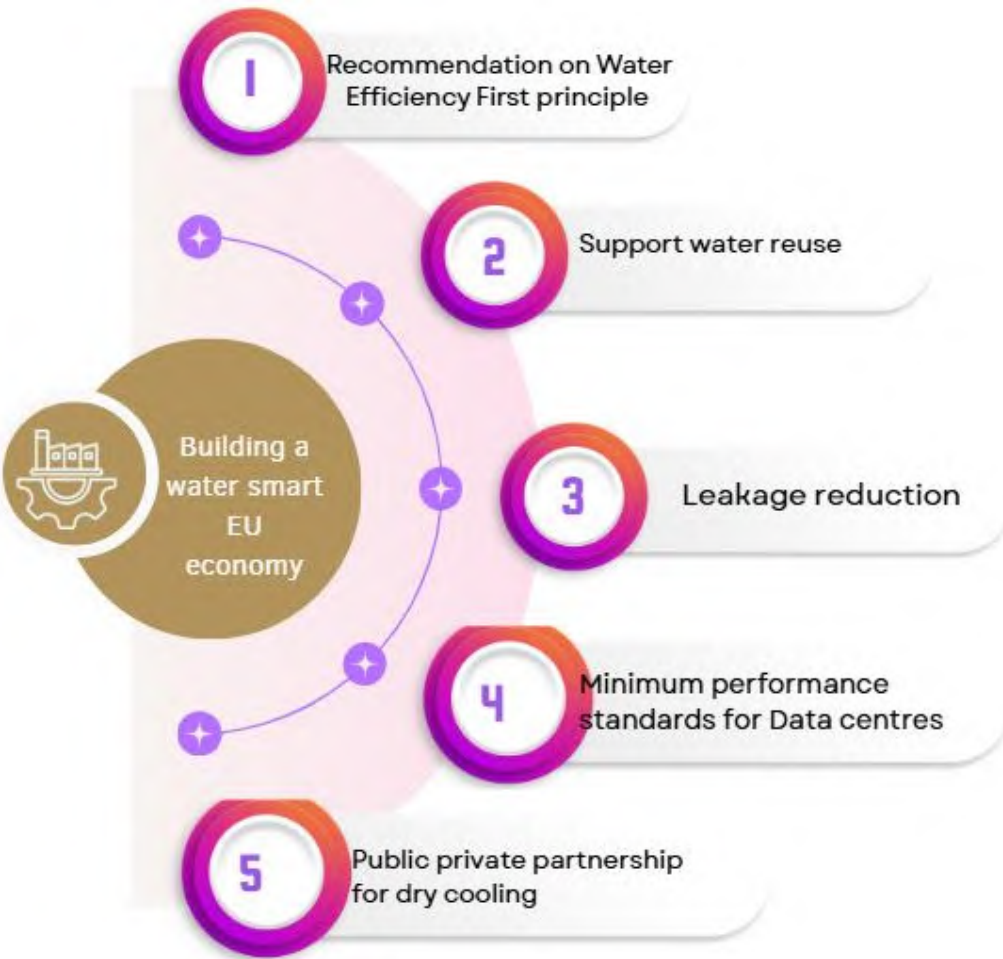 1
Recommendation on Water
Efficiency First principle
2
Support water reuse
3
Leakage reduction
Building a
water smart
EU
economy
4
Minimum performance
standards for Data centres
5
Public private partnership
for dry cooling